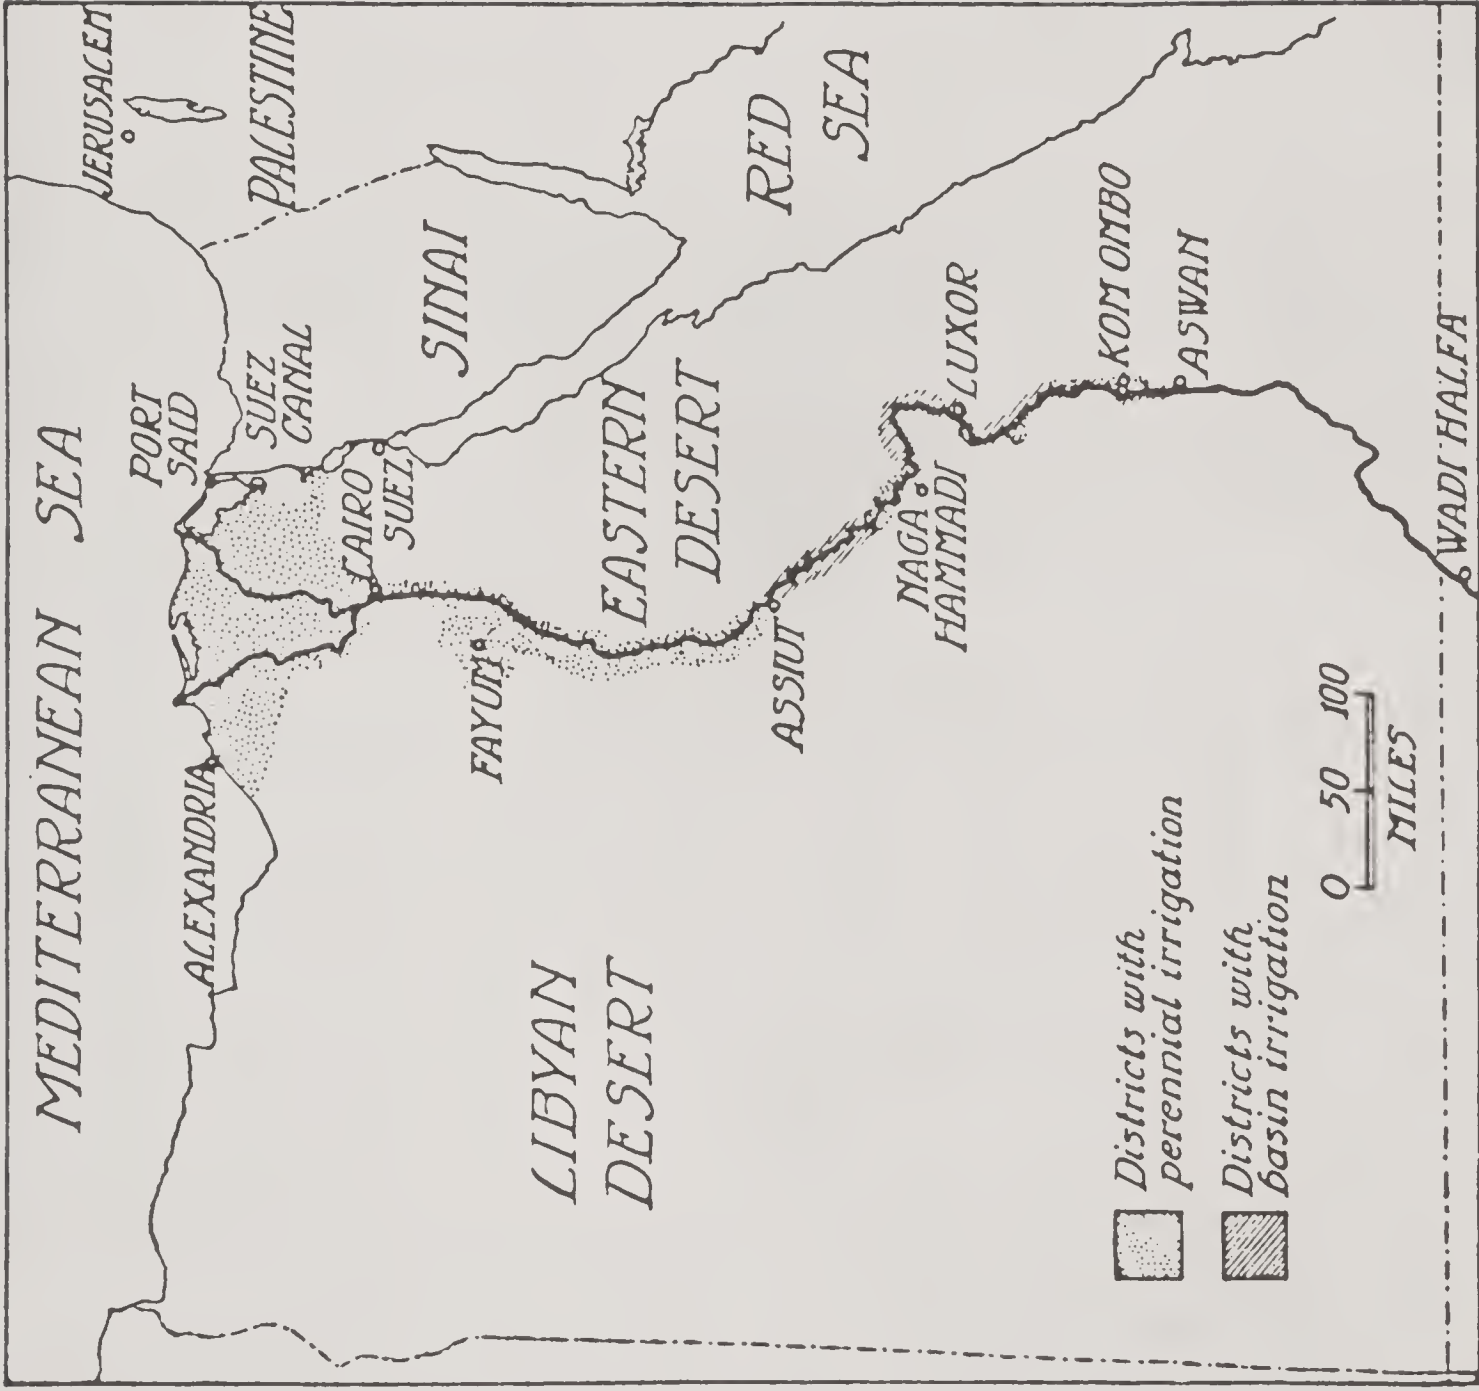 MEDITERRANEAN SEA
JERUSALEM
PALESTINE
PORT
SAID
ALEXANDRIA
SUEZ
CANAL
CAIRO
SUEZ
SINAI
FAYUM
LIBYAN
DESERT
EASTERN
DESERT
RED
SEA
ASSIUT
NAGA
HAMMADI
LUXOR
KOM OMBO
ASWAN
Districts with
perennial irrigation
Districts with
basin irrigation
0 50 100
MILES
WADI HALFA